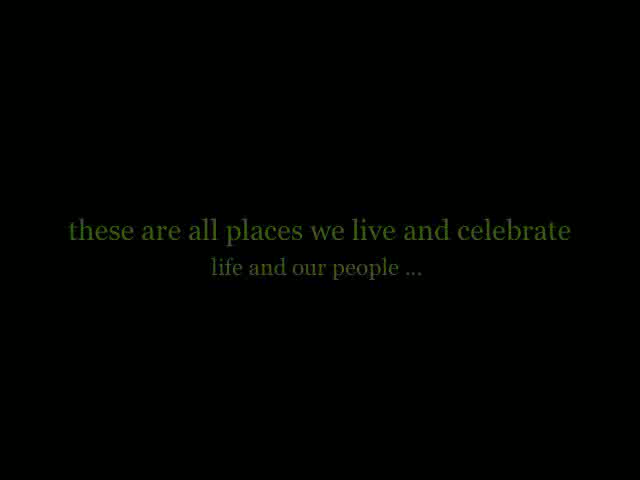 these are all places we live and celebrate
life and our people ...